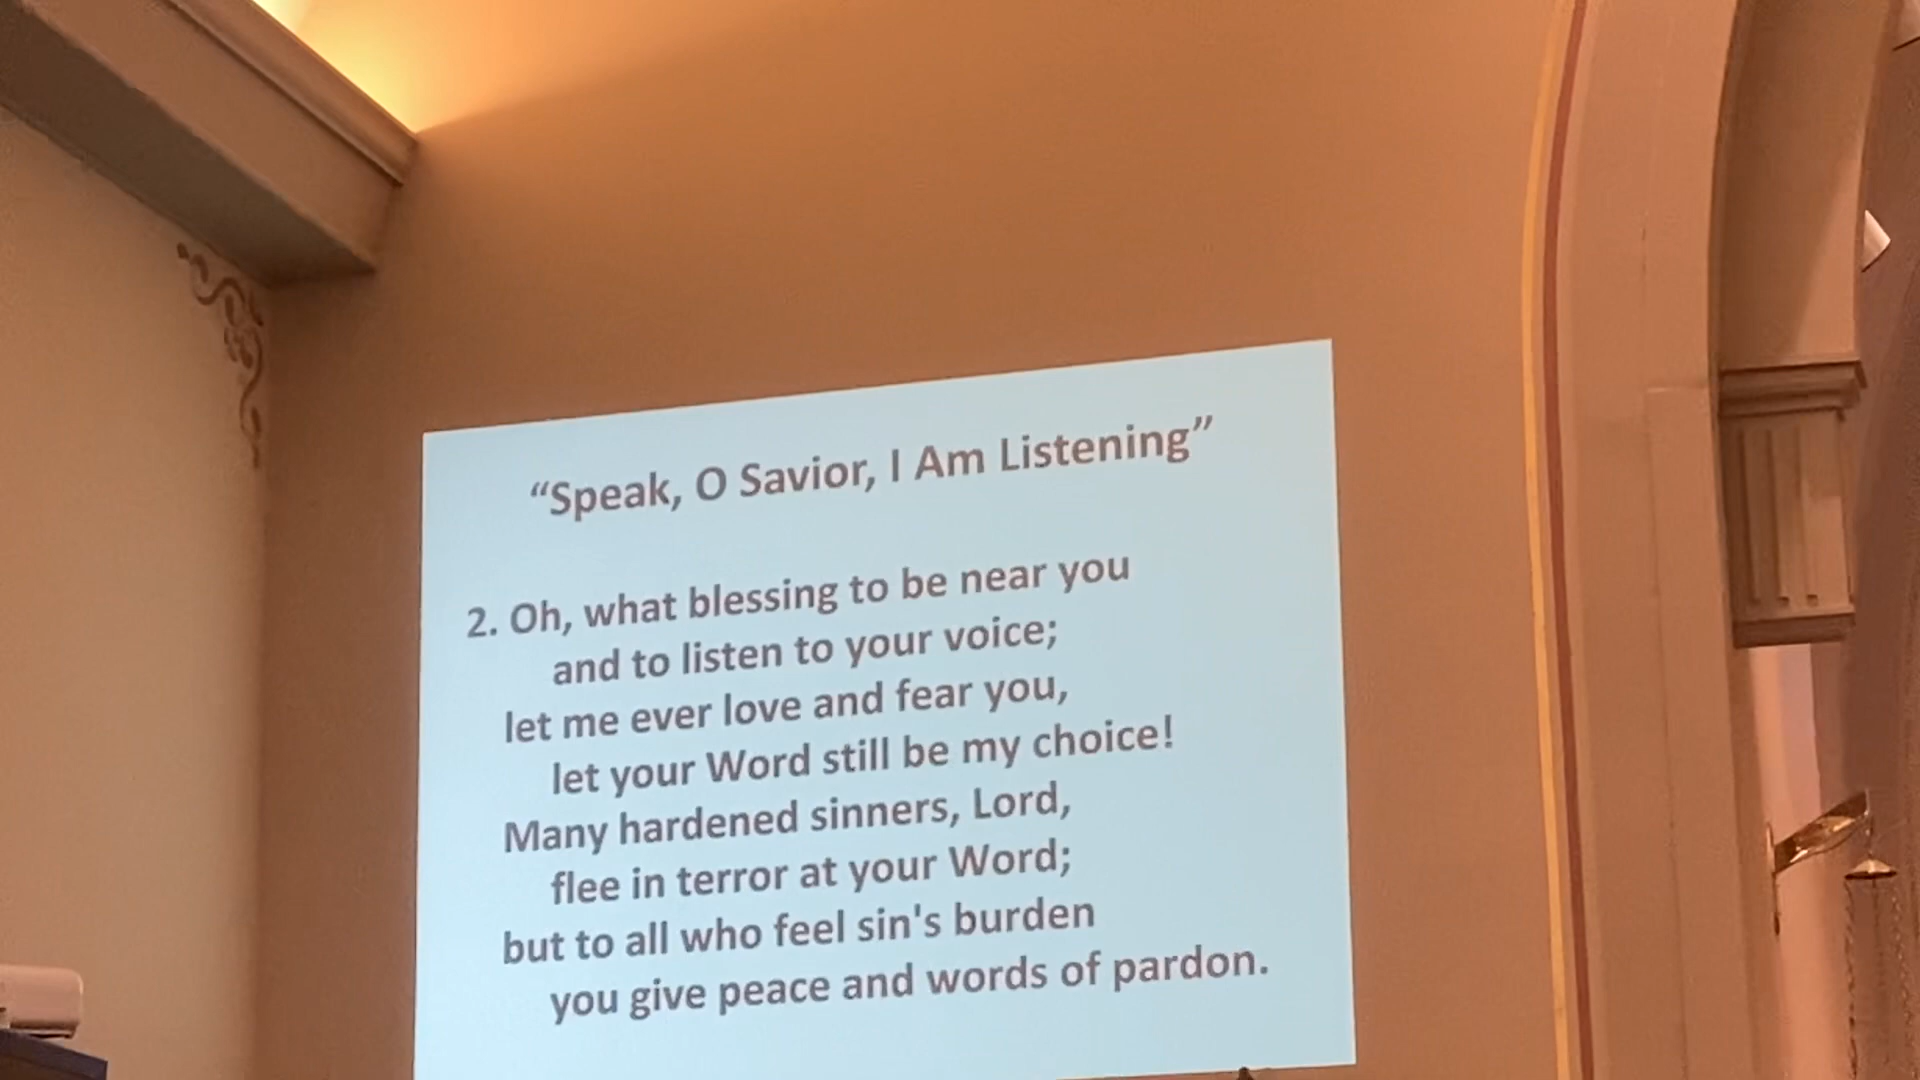 “Speak, O Savior, I Am Listening”
2. Oh, what blessing to be near you
and to listen to your voice;
let me ever love and fear you,
let your Word still be my choice!
Many hardened sinners, Lord,
flee in terror at your Word;
but to all who feel sin's burden
you give peace and words of pardon.